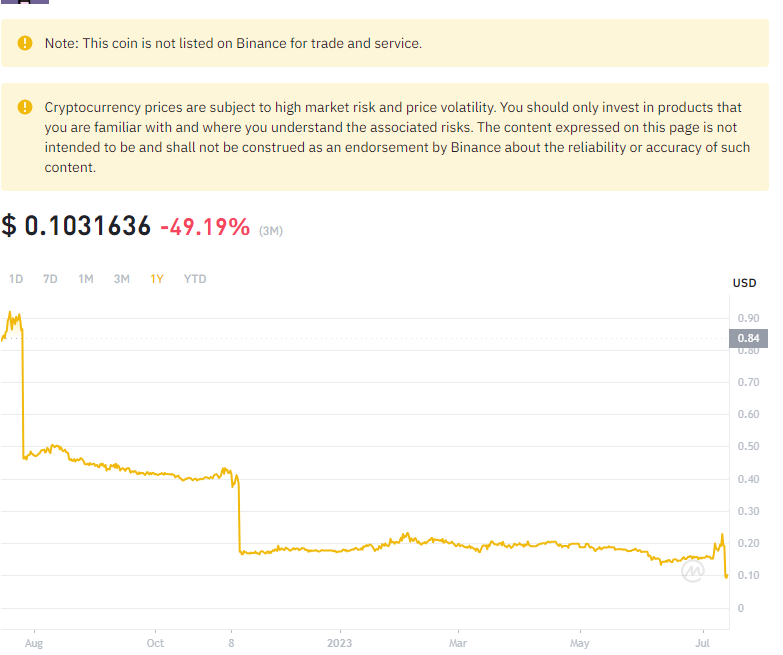 Note: This coin is not listed on Binance for trade and service.
Cryptocurrency prices are subject to high market risk and price volatility. You should only invest in products that
you are familiar with and where you understand the associated risks. The content expressed on this page is not
intended to be and shall not be construed as an endorsement by Binance about the reliability or accuracy of such
content.
$ 0.1031636 -49.19% (3M)
1D 7D 1M 3M 1Y YTD
USD
0.90
0.84
0.80
0.70
0.60
0.50
0.40
0.30
0.20
0.10
0
Aug Oct 8 2023 Mar May Jul